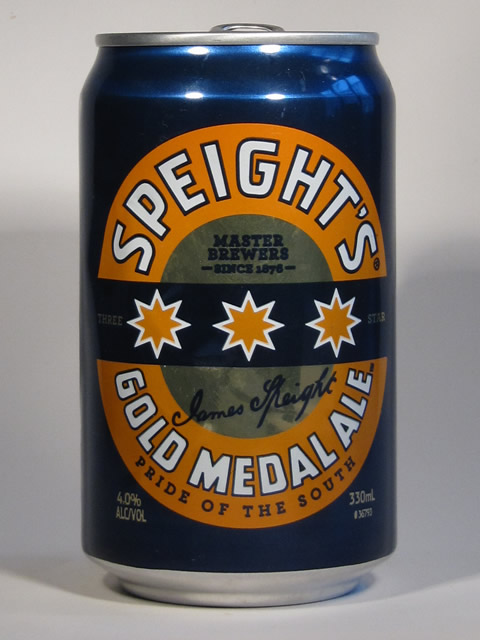 SPEIGHT'S®
MASTER
BREWERS
SINCE 1876
THREE STAR
James Speight
GOLD MEDAL ALE™
PRIDE OF THE SOUTH
4.0%
ALC/VOL
330mL